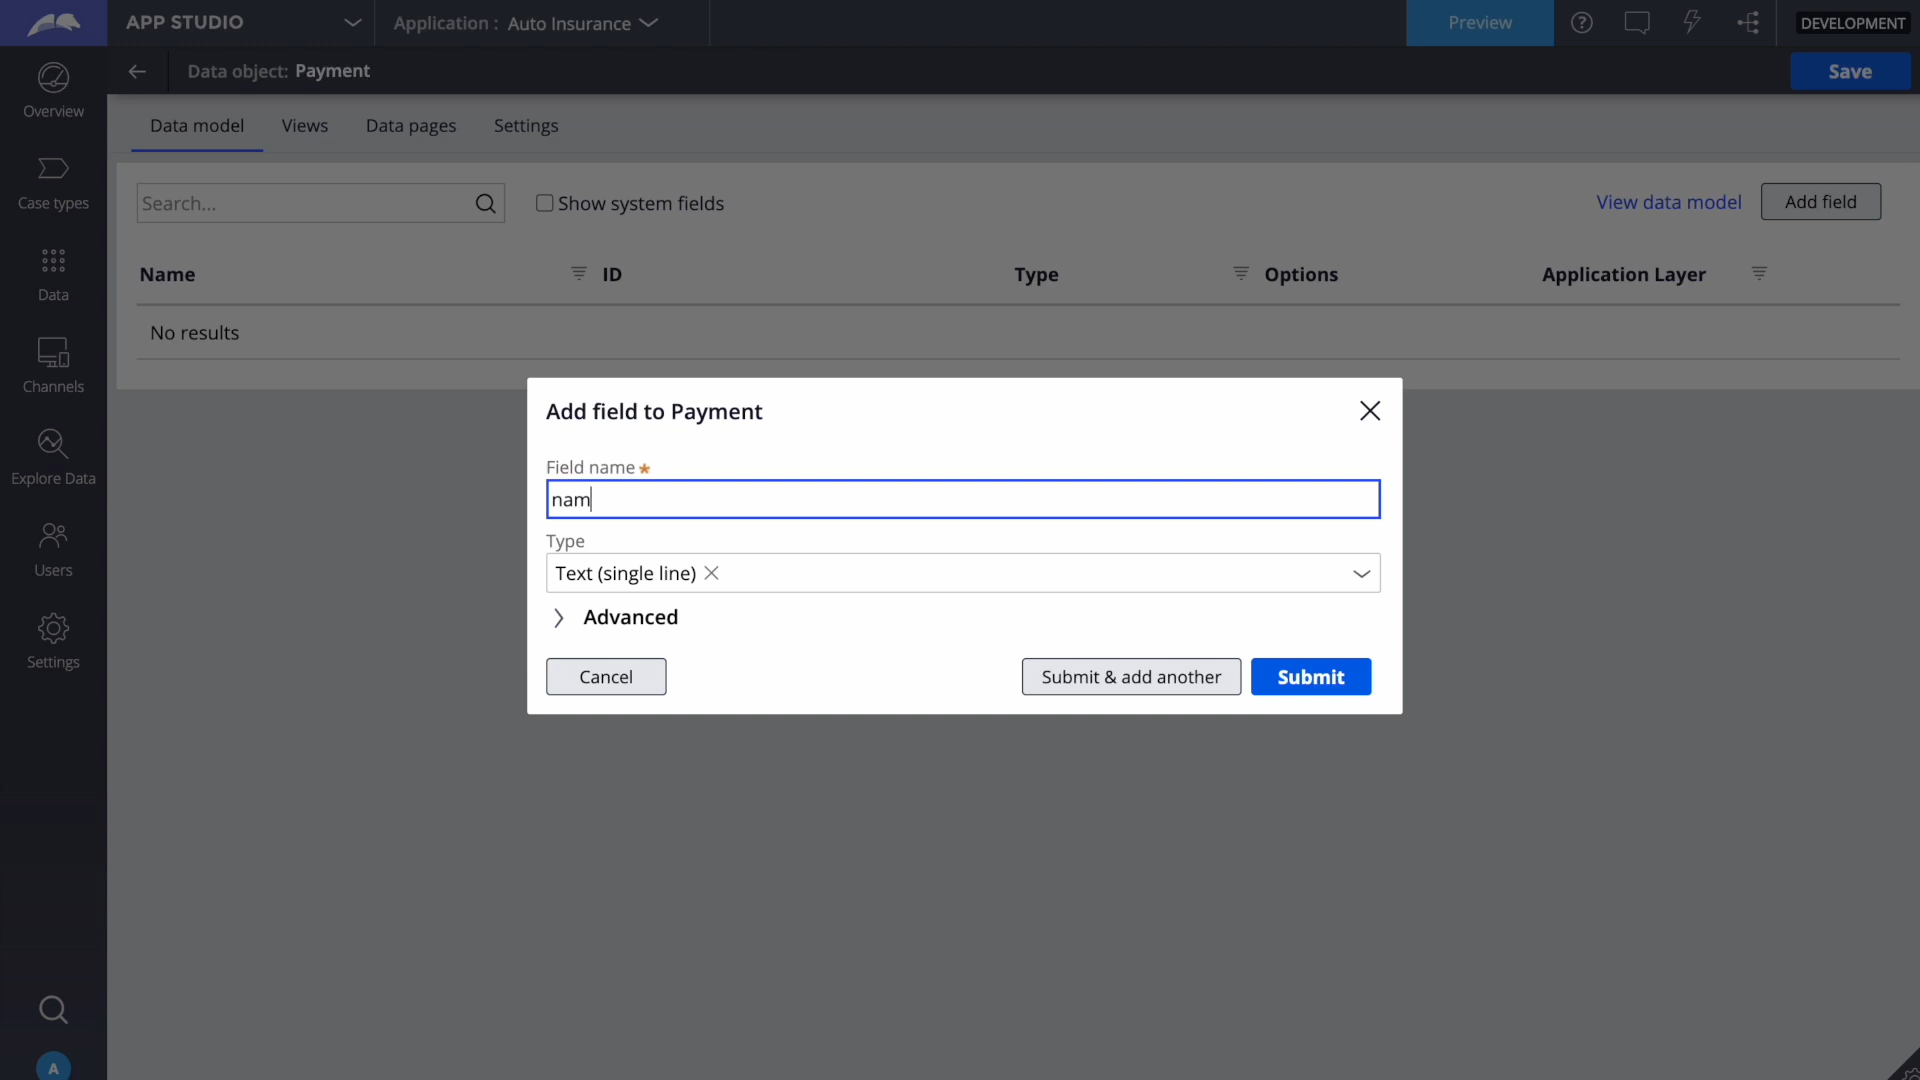 APP STUDIO
Application : Auto Insurance
Preview
DEVELOPMENT
Data object: Payment
Save
Overview
Case types
Data
Channels
Explore Data
Users
Settings
A
Data model
Views
Data pages
Settings
Search...
Show system fields
View data model
Add field
Name
ID
Type
Options
Application Layer
No results
Add field to Payment
Field name *
nam
Type
Text (single line)
Advanced
Cancel
Submit & add another
Submit